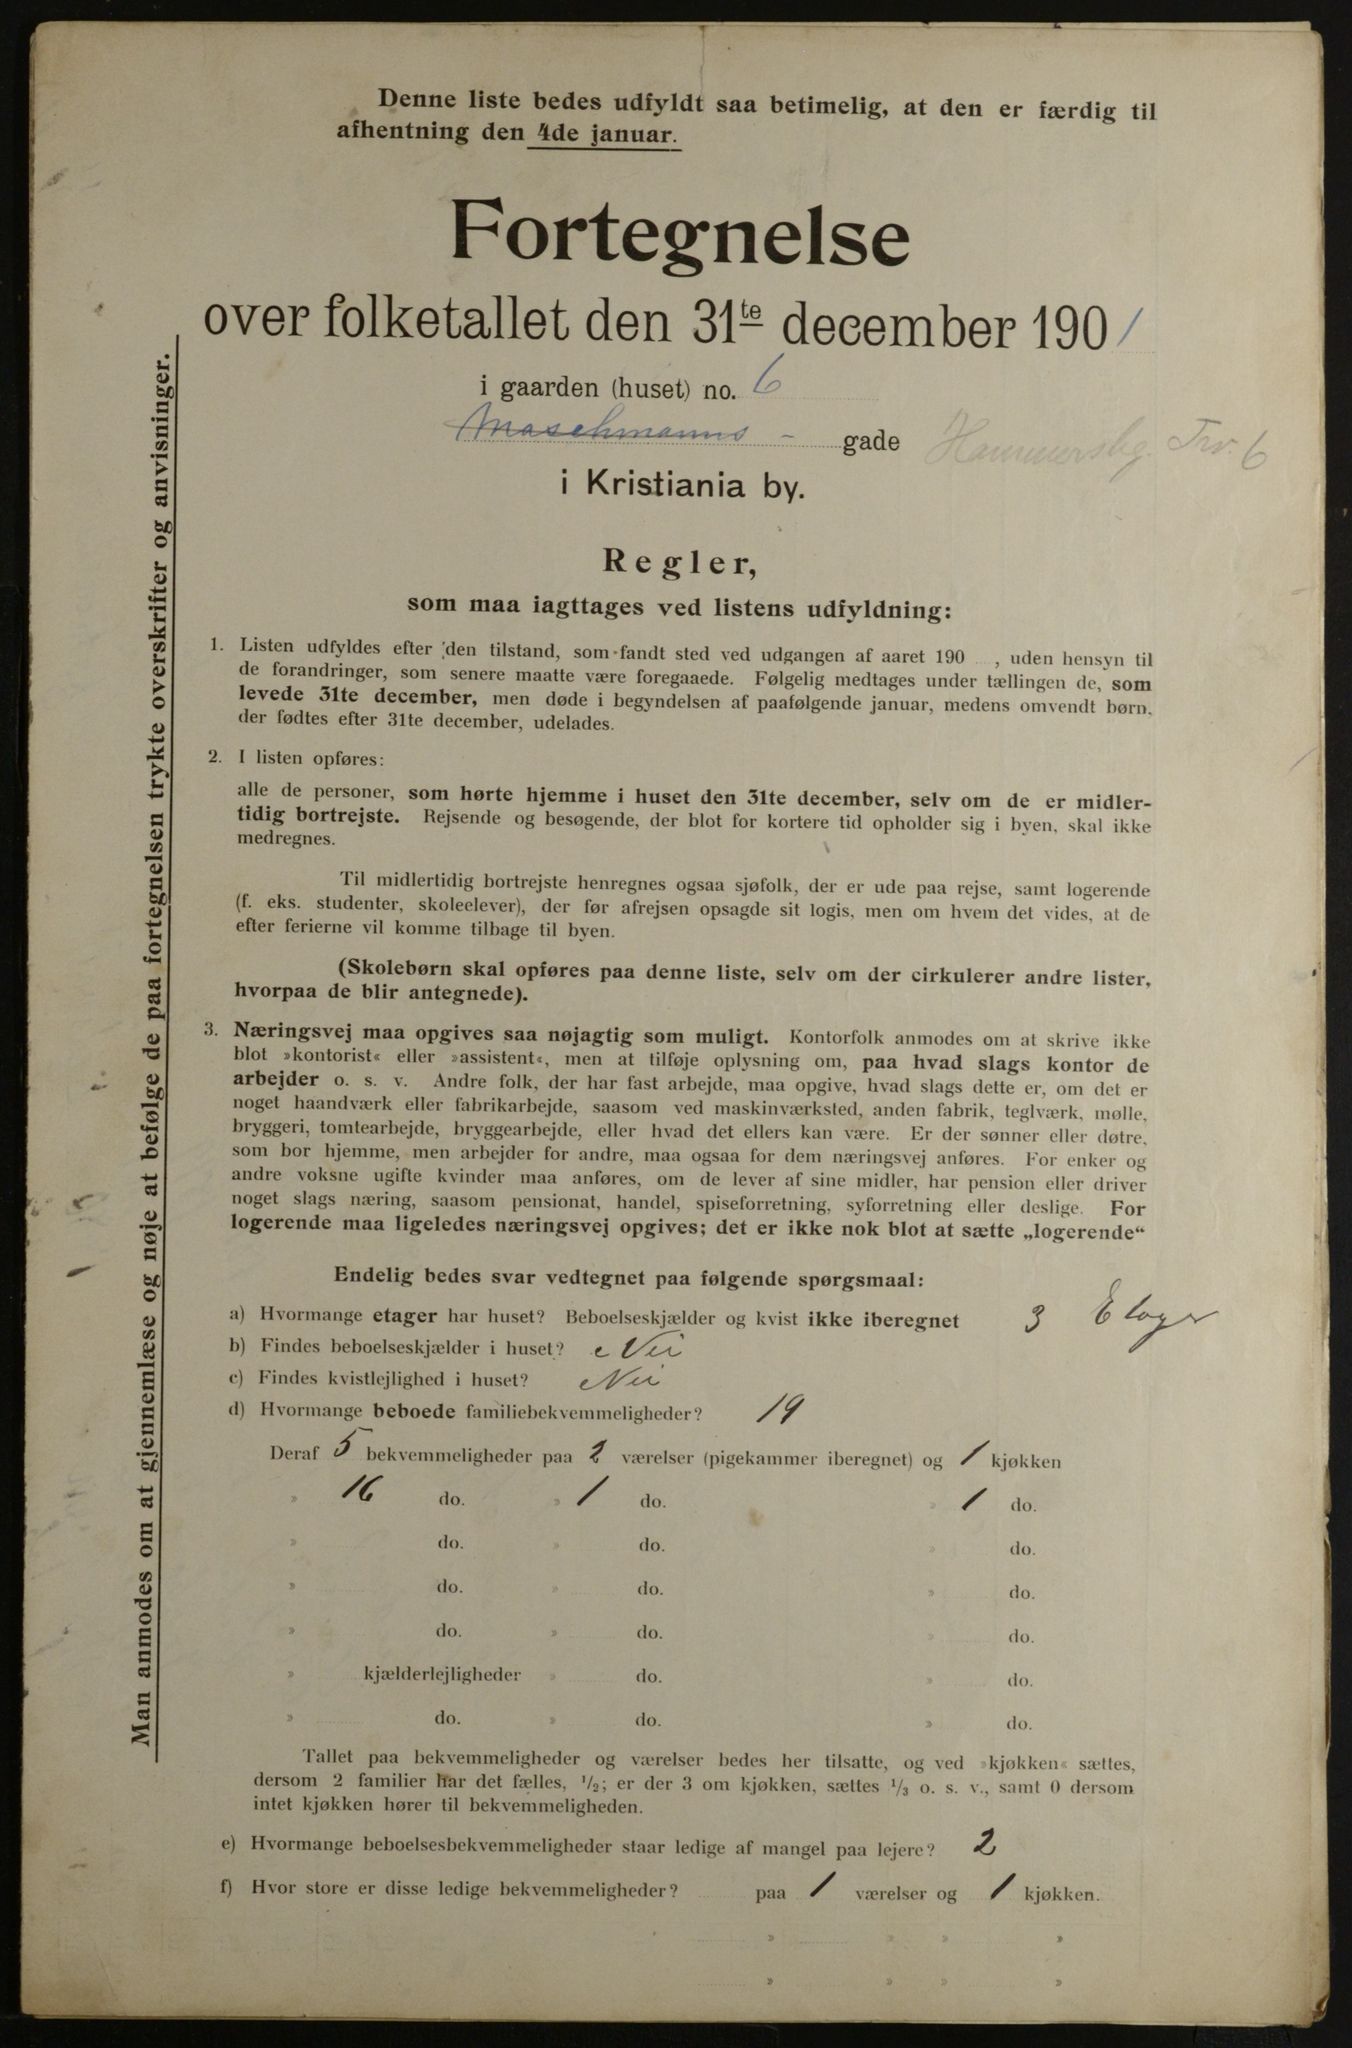 Denne liste bedes udfyldt saa betimelig, at den er færdig til
afhentning den 4de januar.
Fortegnelse
over folketallet den 31te december 1901
i gaarden (huset) no. 6
Maschmanns - gade Hammersbg. Trv. 6
i Kristiania by.
Regler,
som maa iagttages ved listens udfyldning:
1. Listen udfyldes efter den tilstand, som fandt sted ved udgangen af aaret 190 , uden hensyn til
de forandringer, som senere maatte være foregaaede. Følgelig medtages under tællingen de, som
levede 31te december, men døde i begyndelsen af paafølgende januar, medens omvendt børn,
der fødtes efter 31te december, udelades.
2. I listen opføres:
alle de personer, som hørte hjemme i huset den 31te december, selv om de er midler-
tidig bortrejste. Rejsende og besøgende, der blot for kortere tid opholder sig i byen, skal ikke
medregnes.
Til midlertidig bortrejste henregnes ogsaa sjøfolk, der er ude paa rejse, samt logerende
(f. eks. studenter, skoleelever), der før afrejsen opsagde sit logis, men om hvem det vides, at de
efter ferierne vil komme tilbage til byen.
(Skolebørn skal opføres paa denne liste, selv om der cirkulerer andre lister,
hvorpaa de blir antegnede).
3. Næringsvej maa opgives saa nøjagtig som muligt. Kontorfolk anmodes om at skrive ikke
blot »kontorist« eller »assistent«, men at tilføje oplysning om, paa hvad slags kontor de
arbejder o. s. v. Andre folk, der har fast arbejde, maa opgive, hvad slags dette er, om det er
noget haandværk eller fabrikarbejde, saasom ved maskinværksted, anden fabrik, teglværk, mølle,
bryggeri, tomtearbejde, bryggearbejde, eller hvad det ellers kan være. Er der sønner eller døtre,
som bor hjemme, men arbejder for andre, maa ogsaa for dem næringsvej anføres. For enker og
andre voksne ugifte kvinder maa anføres, om de lever af sine midler, har pension eller driver
noget slags næring, saasom pensionat, handel, spiseforretning, syforretning eller deslige. For
logerende maa ligeledes næringsvej opgives; det er ikke nok blot at sætte „logerende“
Endelig bedes svar vedtegnet paa følgende spørgsmaal:
a) Hvormange etager har huset? Beboelseskjælder og kvist ikke iberegnet 3 Etager
b) Findes beboelseskjælder i huset? Nei
c) Findes kvistlejlighed i huset? Nei
d) Hvormange beboede familiebekvemmeligheder? 19
Deraf 5 bekvemmeligheder paa 2 værelser (pigekammer iberegnet) og 1 kjøkken
» 16 do. » 1 do. » 1 do.
» do. » do. » do.
» do. » do. » do.
» do. » do. » do.
» kjælderlejligheder » do. » do.
» do. » do. » do.
Tallet paa bekvemmeligheder og værelser bedes her tilsatte, og ved »kjøkken« sættes,
dersom 2 familier har det fælles, 1/2; er der 3 om kjøkken, sættes 1/3 o. s. v., samt 0 dersom
intet kjøkken hører til bekvemmeligheden.
e) Hvormange beboelsesbekvemmeligheder staar ledige af mangel paa lejere? 2
f) Hvor store er disse ledige bekvemmeligheder? paa 1 værelser og 1 kjøkken.
» » » »
» » » »
Man anmodes om at gjennemlæse og nøje at befølge de paa fortegnelsen trykte overskrifter og anvisninger.